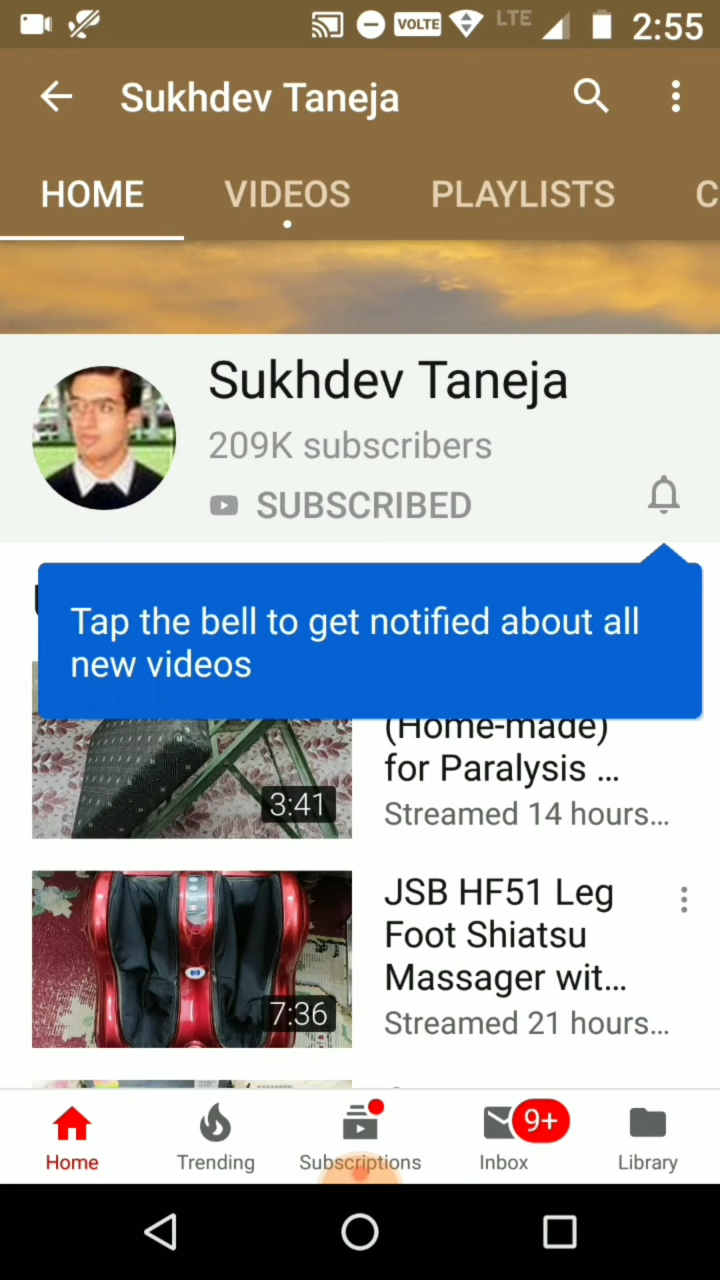 VOLTE LTE 2:55
Sukhdev Taneja
HOME VIDEOS PLAYLISTS C
Sukhdev Taneja
209K subscribers
SUBSCRIBED
Tap the bell to get notified about all
new videos
(Home-made)
for Paralysis ...
Streamed 14 hours...
3:41
JSB HF51 Leg
Foot Shiatsu
Massager wit...
Streamed 21 hours...
7:36
9+
Home Trending Subscriptions Inbox Library